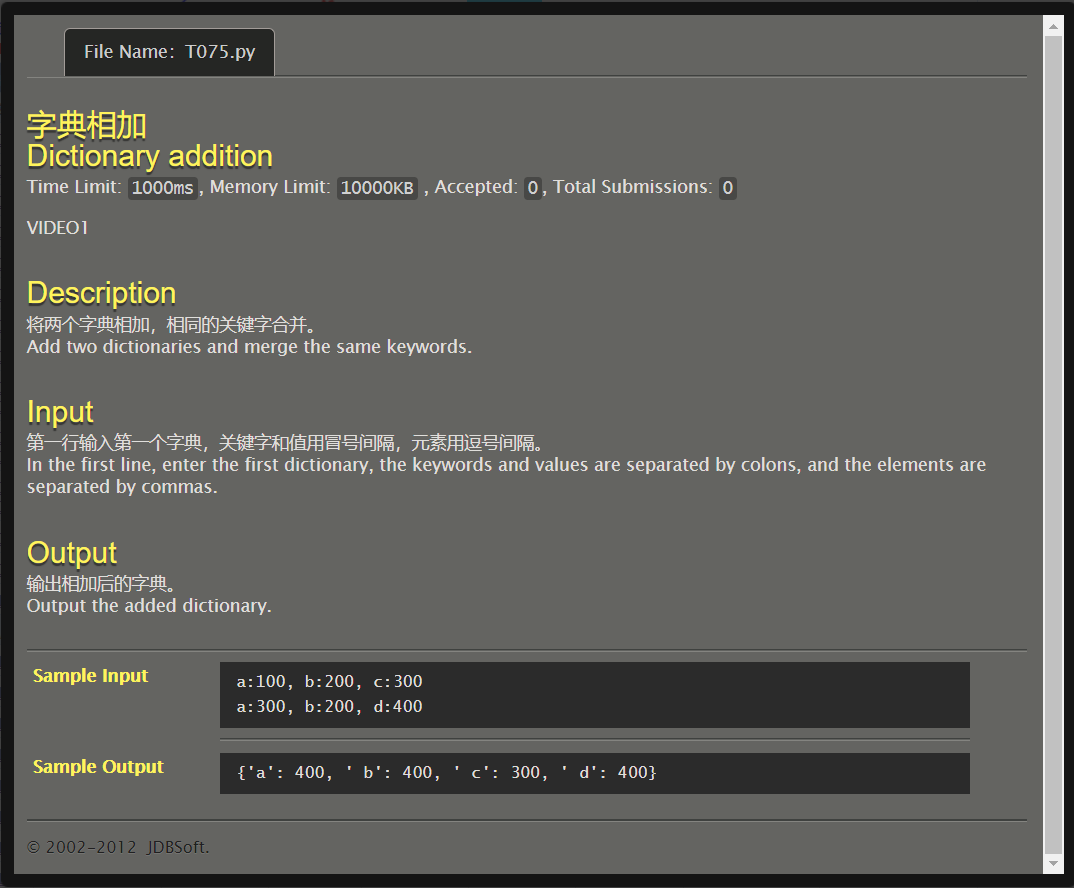 File Name: T075.py
字典相加
Dictionary addition
Time Limit: 1000ms, Memory Limit: 10000KB , Accepted: 0, Total Submissions: 0
VIDEO1
Description
将两个字典相加，相同的关键字合并。
Add two dictionaries and merge the same keywords.
Input
第一行输入第一个字典，关键字和值用冒号间隔，元素用逗号间隔。
In the first line, enter the first dictionary, the keywords and values are separated by colons, and the elements are
separated by commas.
Output
输出相加后的字典。
Output the added dictionary.
Sample Input
a:100, b:200, c:300
a:300, b:200, d:400
Sample Output
{'a': 400, ' b': 400, ' c': 300, ' d': 400}
© 2002-2012 JDBSoft.